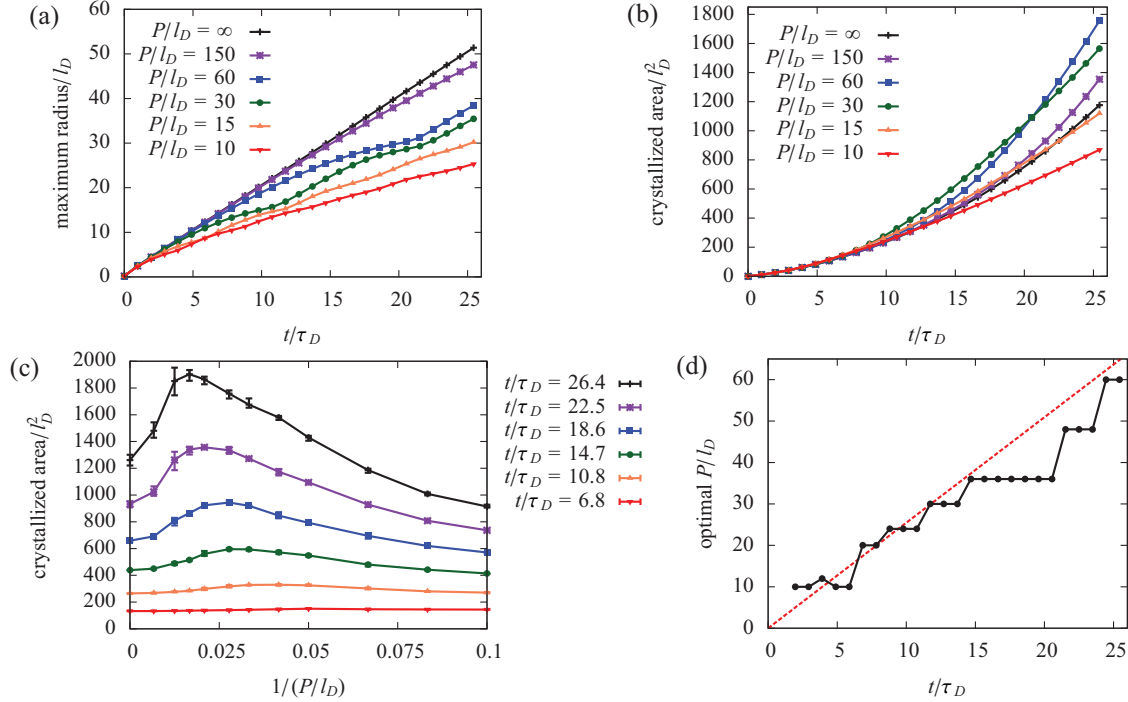 (a)
maximum radius/l_D
60
50
40
30
20
10
0
P/l_D = ∞
P/l_D = 150
P/l_D = 60
P/l_D = 30
P/l_D = 15
P/l_D = 10
0 5 10 15 20 25
t/τ_D
(b)
crystallized area/l_D^2
1800
1600
1400
1200
1000
800
600
400
200
0
P/l_D = ∞
P/l_D = 150
P/l_D = 60
P/l_D = 30
P/l_D = 15
P/l_D = 10
0 5 10 15 20 25
t/τ_D
(c)
crystallized area/l_D^2
2000
1800
1600
1400
1200
1000
800
600
400
200
0
0 0.025 0.05 0.075 0.1
1/(P/l_D)
t/τ_D = 26.4
t/τ_D = 22.5
t/τ_D = 18.6
t/τ_D = 14.7
t/τ_D = 10.8
t/τ_D = 6.8
(d)
optimal P/l_D
60
50
40
30
20
10
0
0 5 10 15 20 25
t/τ_D